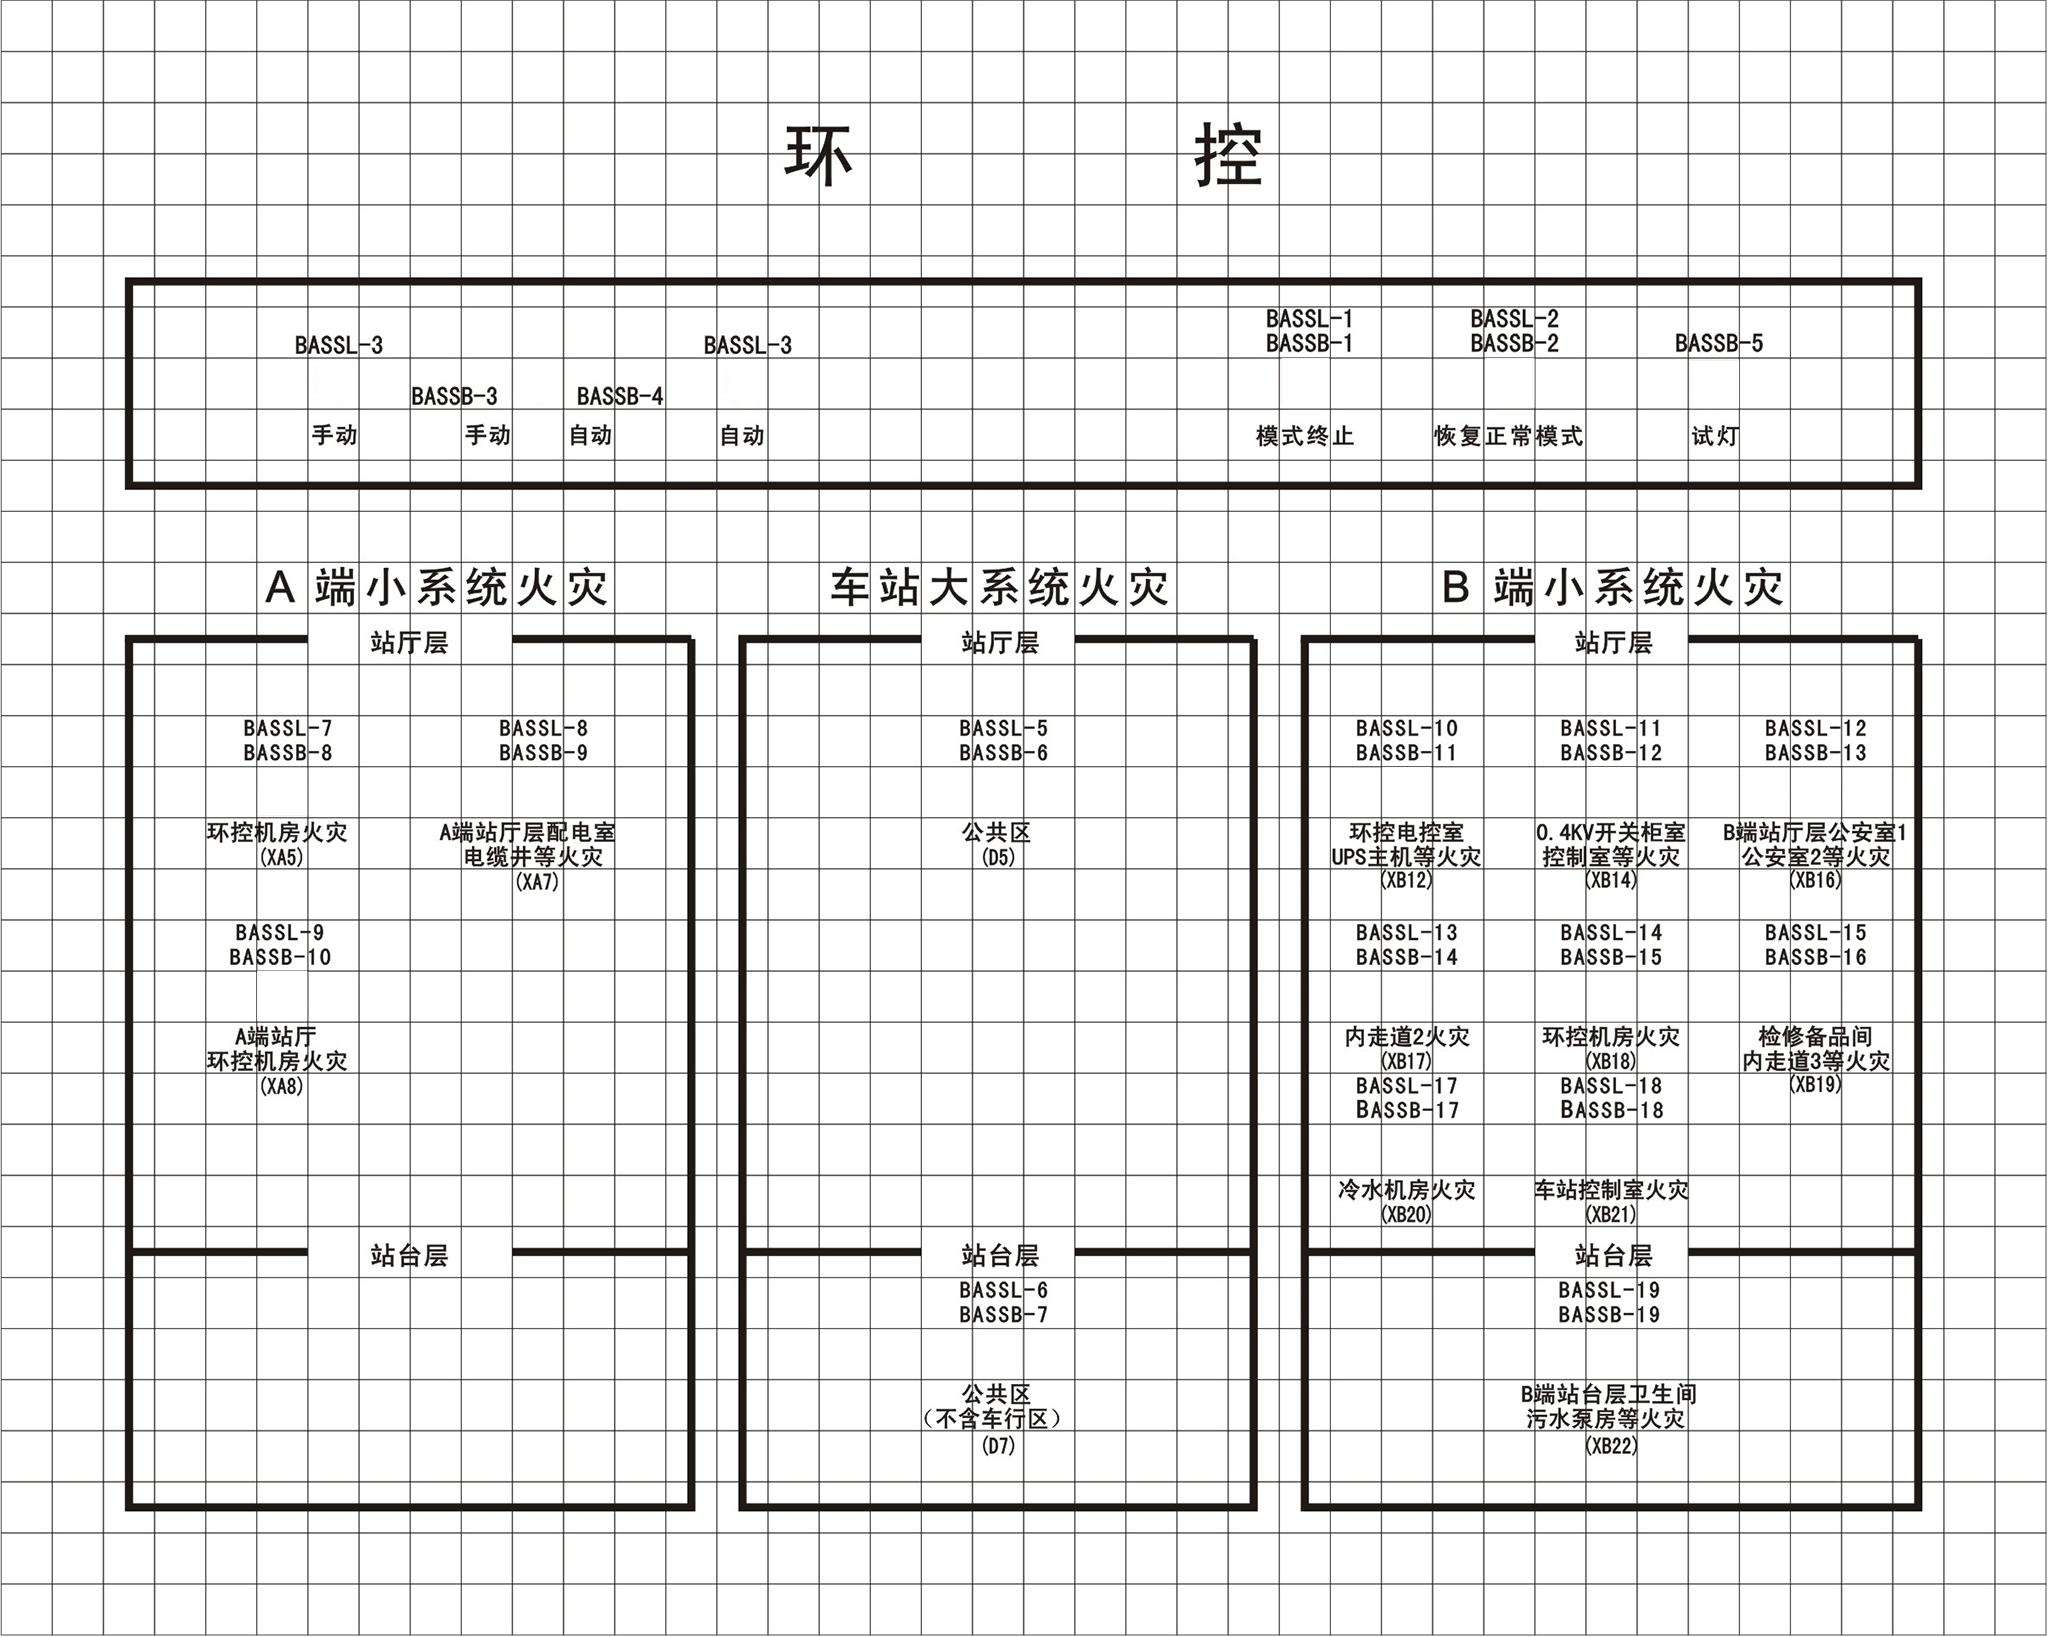 环 控
BASSL-3
BASSL-3
BASSL-1
BASSB-1
BASSL-2
BASSB-2
BASSB-5
BASSB-3
BASSB-4
手动
手动
自动
自动
模式终止
恢复正常模式
试灯
A 端小系统火灾
站厅层
BASSL-7
BASSB-8
BASSL-8
BASSB-9
环控机房火灾
(XA5)
A端站厅层配电室
电缆井等火灾
(XA7)
BASSL-9
BASSB-10
A端站厅
环控机房火灾
(XA8)
站台层
车站大系统火灾
站厅层
BASSL-5
BASSB-6
公共区
(D5)
站台层
BASSL-6
BASSB-7
公共区
(不含车行区)
(D7)
B 端小系统火灾
站厅层
BASSL-10
BASSB-11
BASSL-11
BASSB-12
BASSL-12
BASSB-13
环控电控室
UPS主机等火灾
(XB12)
0.4KV开关柜室
控制室等火灾
(XB14)
B端站厅层公安室1
公安室2等火灾
(XB16)
BASSL-13
BASSB-14
BASSL-14
BASSB-15
BASSL-15
BASSB-16
内走道2火灾
(XB17)
环控机房火灾
(XB18)
检修备品间
内走道3等火灾
(XB19)
BASSL-17
BASSB-17
BASSL-18
BASSB-18
冷水机房火灾
(XB20)
车站控制室火灾
(XB21)
站台层
BASSL-19
BASSB-19
B端站台层卫生间
污水泵房等火灾
(XB22)